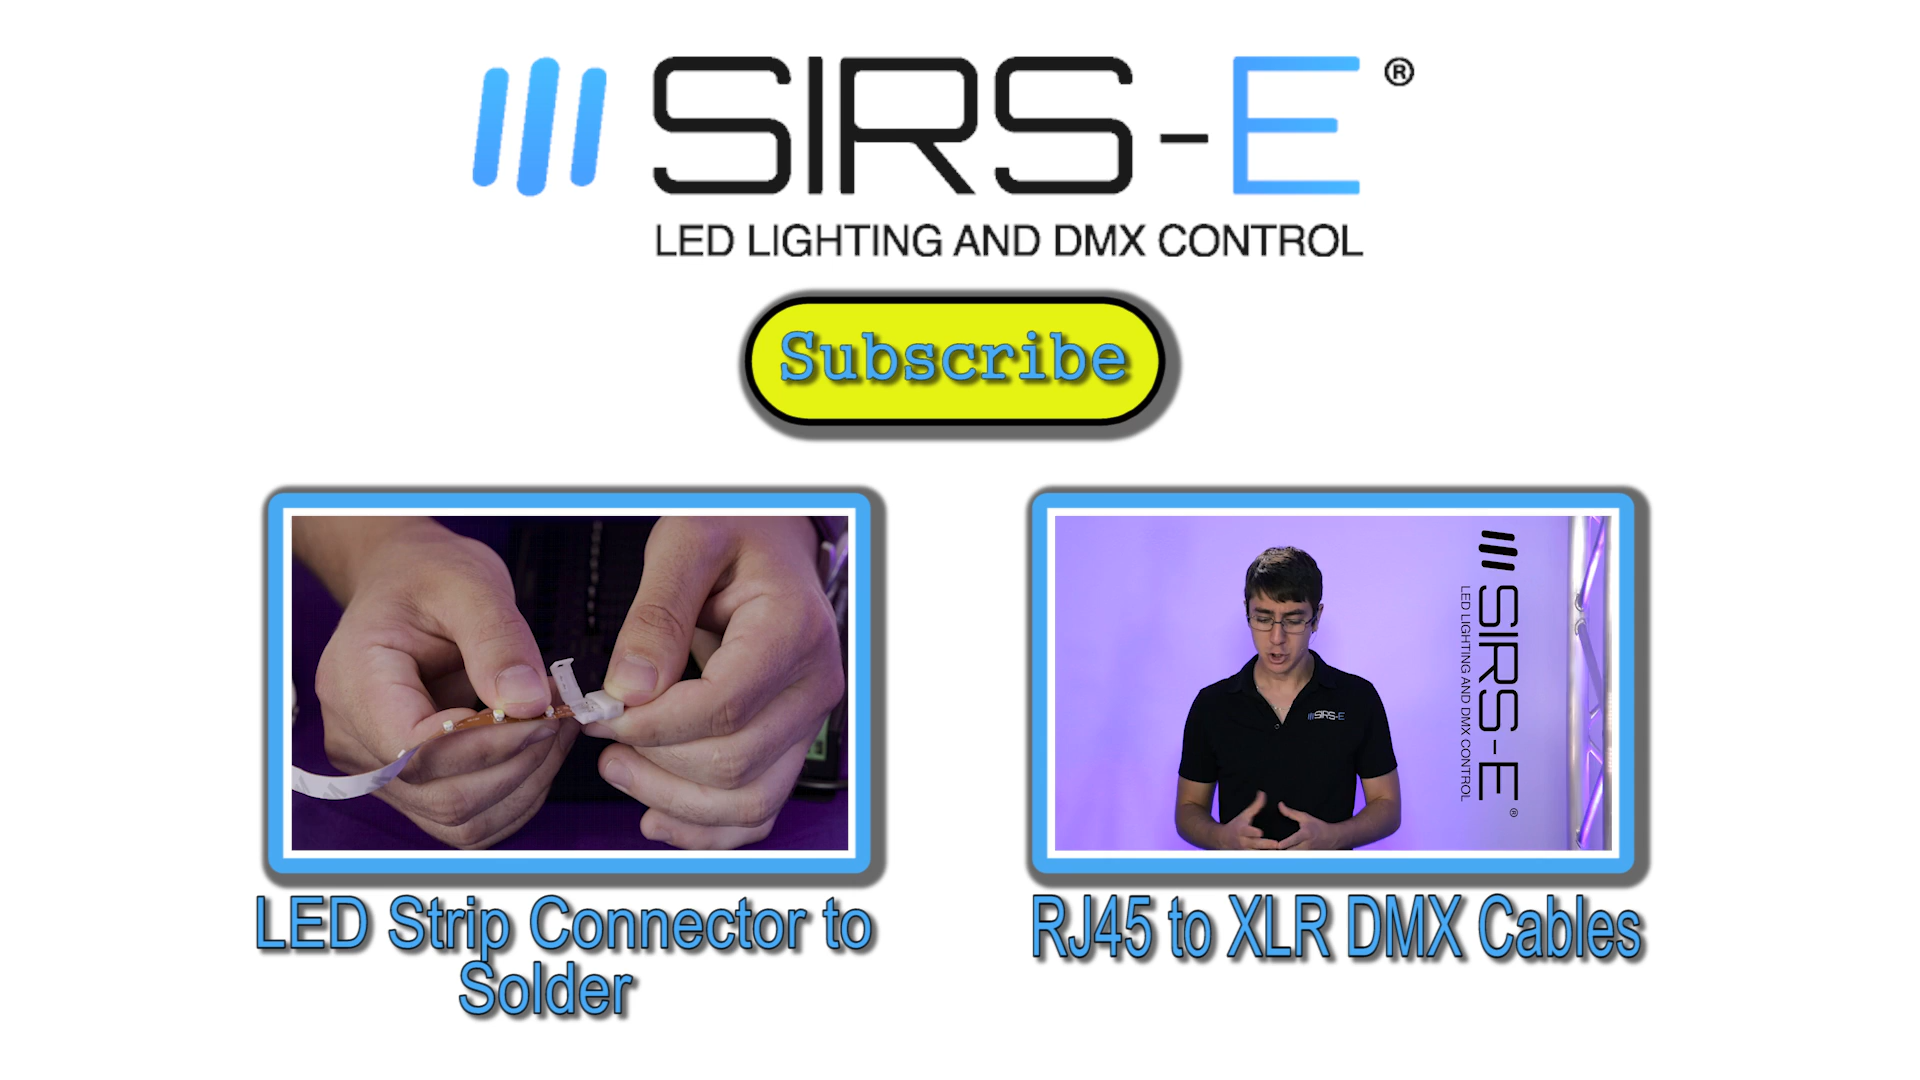 SIRS-E®
LED LIGHTING AND DMX CONTROL
Subscribe
SIRS-E®
LED LIGHTING AND DMX CONTROL
SIRS-E
LED Strip Connector to
Solder
RJ45 to XLR DMX Cables